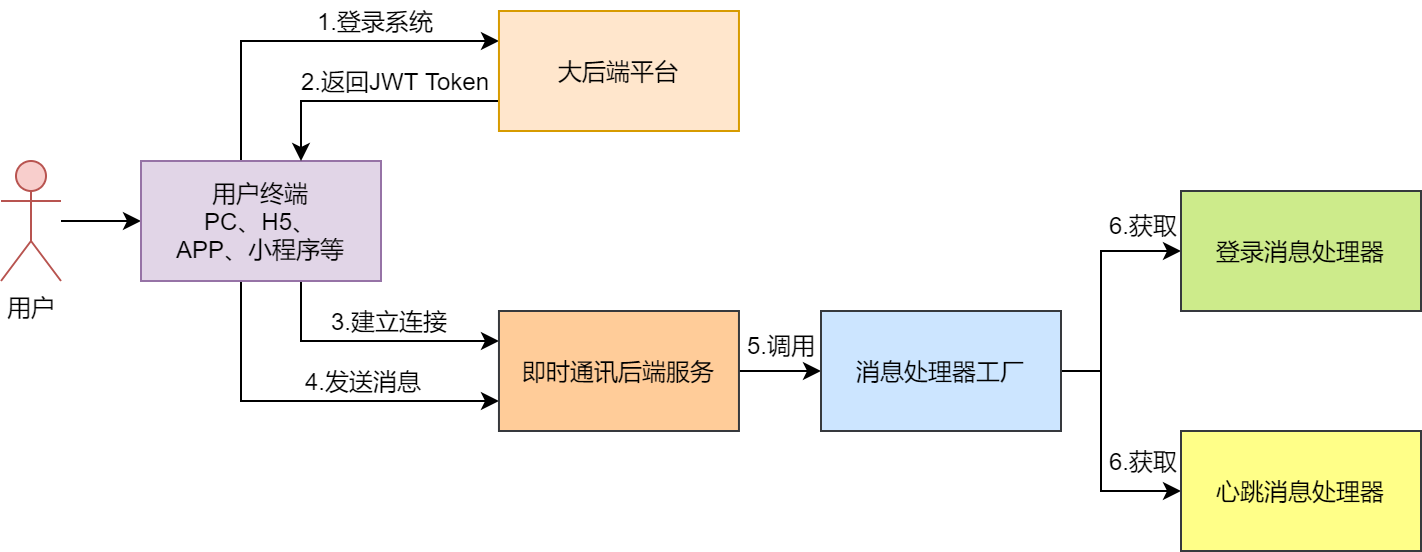 1.登录系统
大后端平台
2.返回JWT Token
用户终端
PC、H5、
APP、小程序等
用户
6.获取
登录消息处理器
3.建立连接
即时通讯后端服务
5.调用
消息处理器工厂
4.发送消息
6.获取
心跳消息处理器